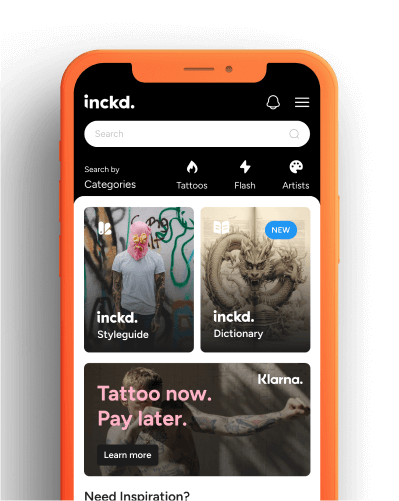 inckd.
Search
Search by
Categories
Tattoos
Flash
Artists
inckd.
Styleguide
NEW
inckd.
Dictionary
Klarna.
Tattoo now.
Pay later.
Learn more
Need Inspiration?